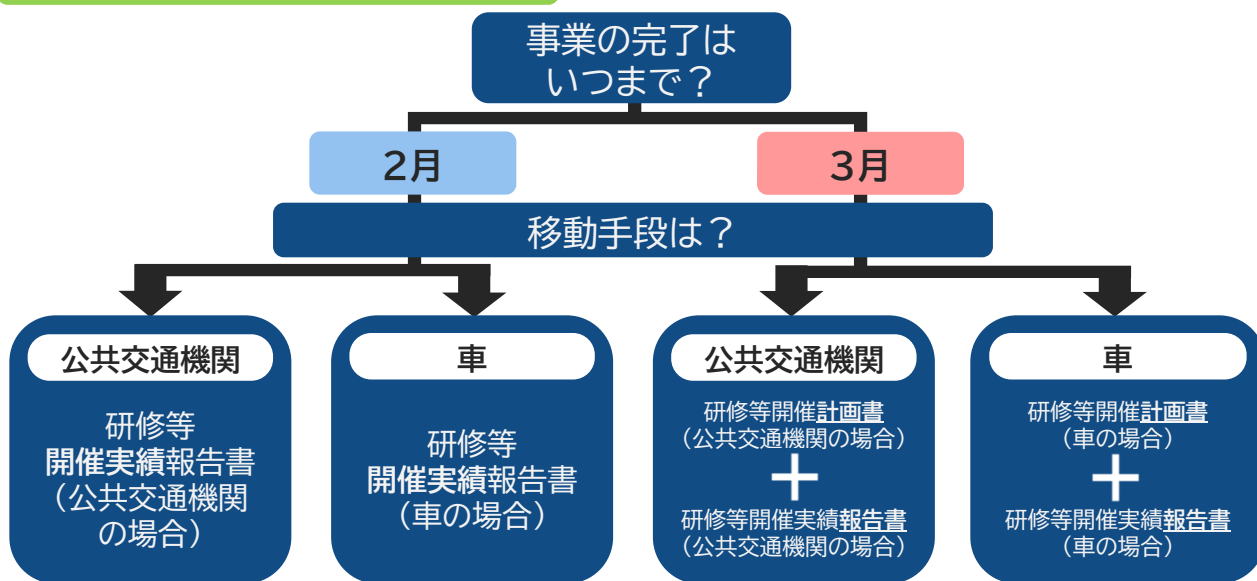 事業の完了は
いつまで？
2月
3月
移動手段は？
公共交通機関
研修等
開催実績報告書
（公共交通機関
の場合）
車
研修等
開催実績報告書
（車の場合）
公共交通機関
研修等開催計画書
（公共交通機関の場合）
＋
研修等開催実績報告書
（公共交通機関の場合）
車
研修等開催計画書
（車の場合）
＋
研修等開催実績報告書
（車の場合）